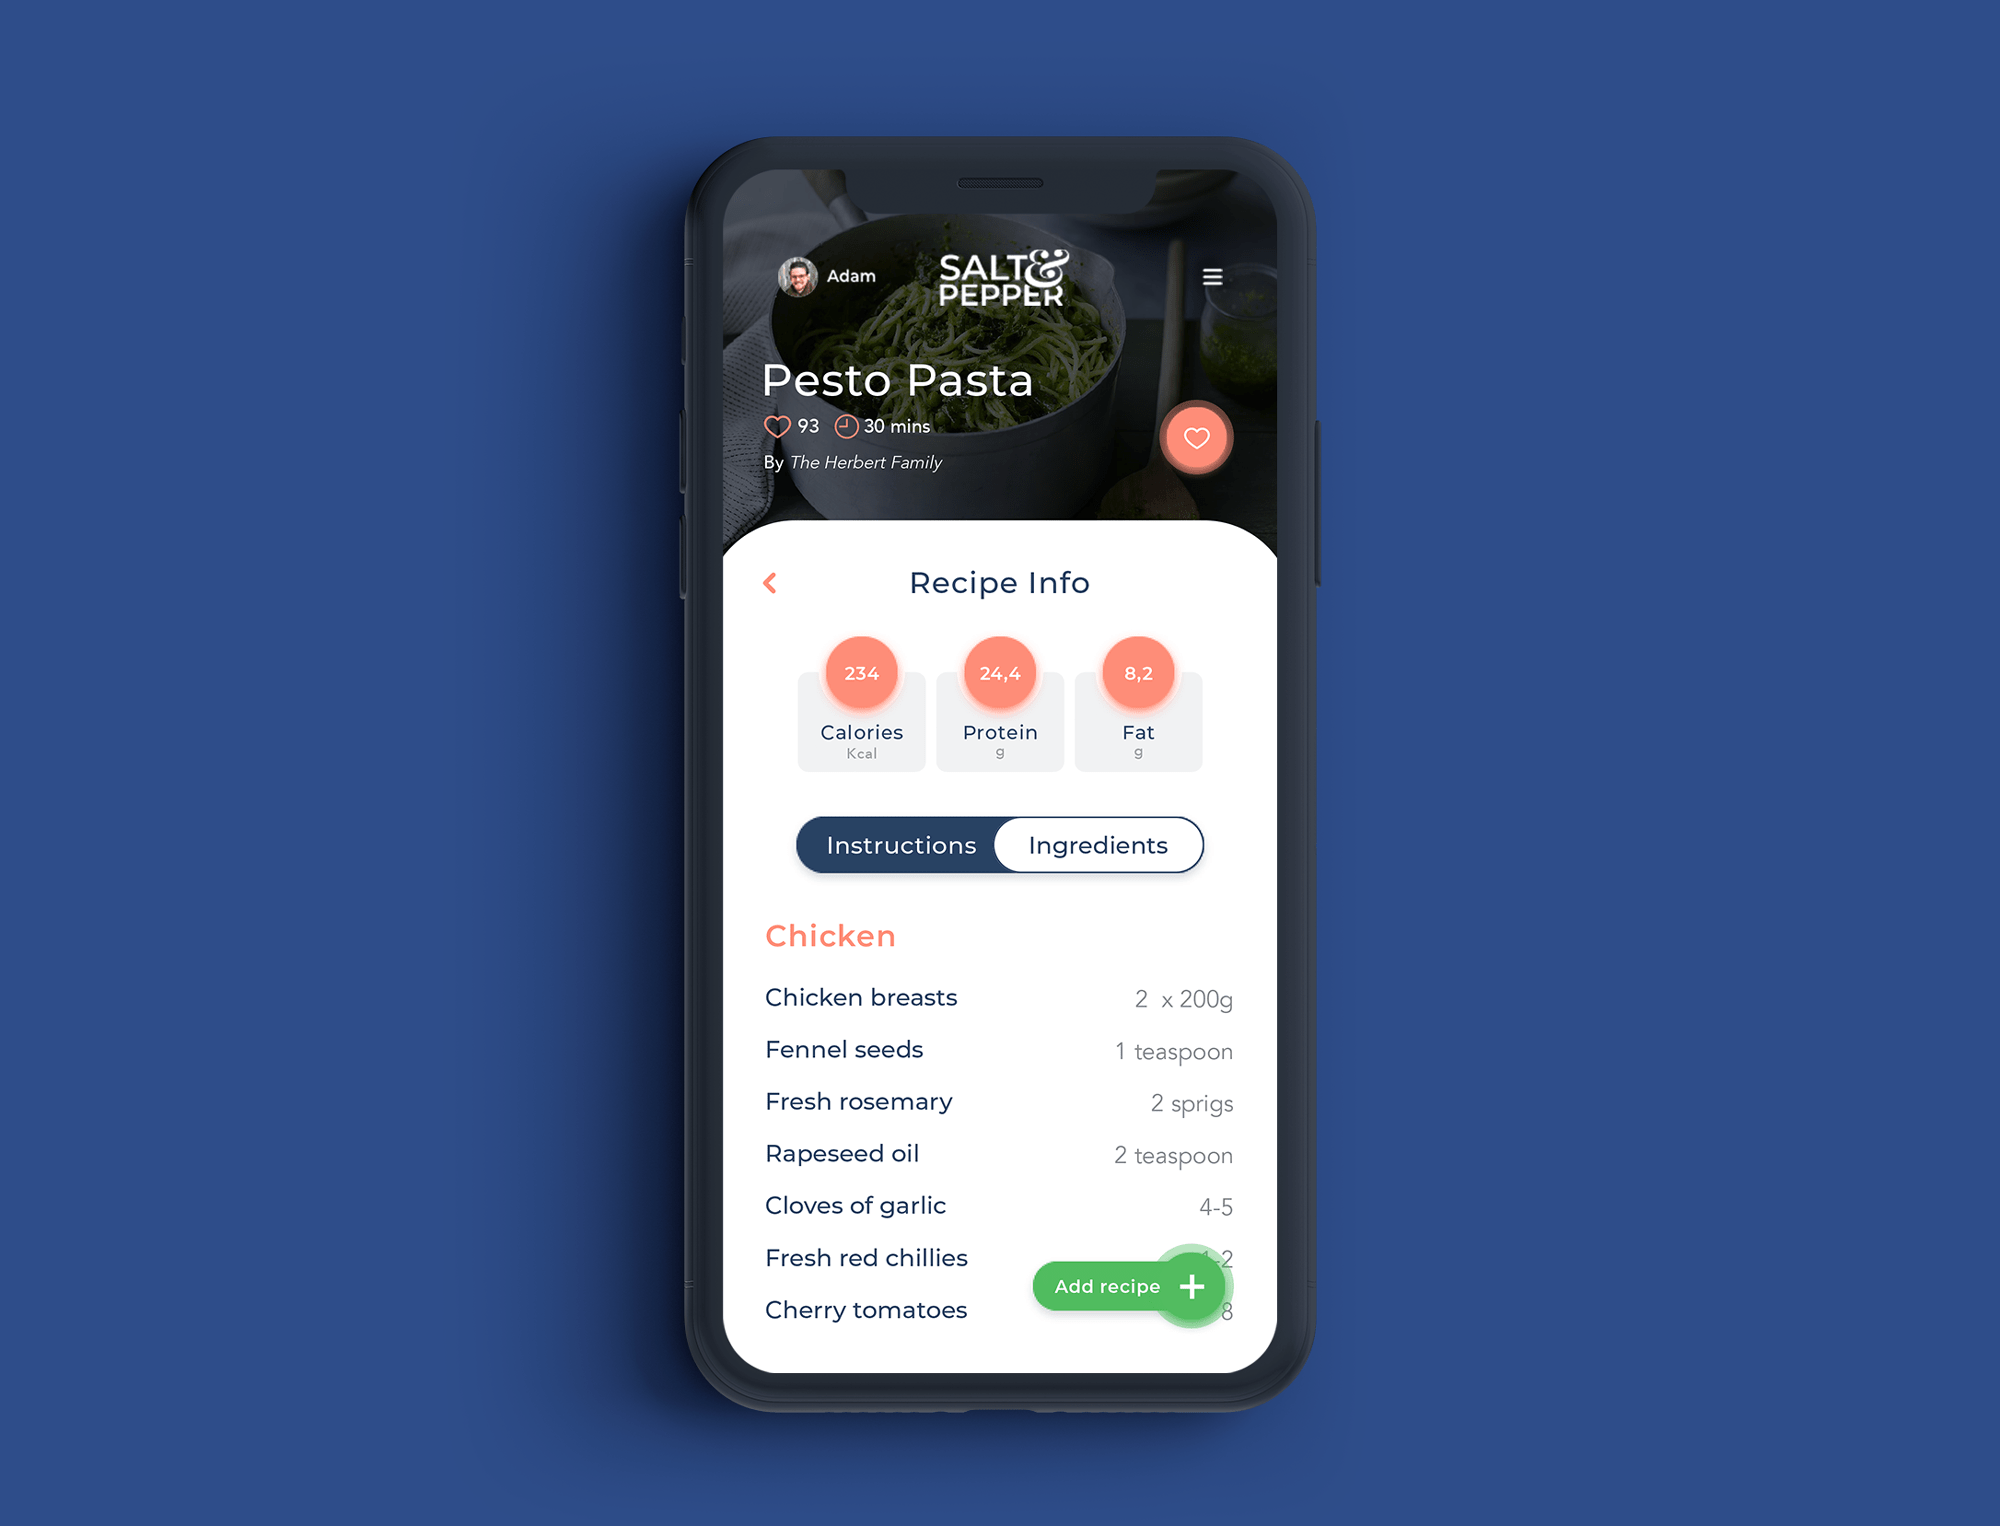 Adam
SALT&
PEPPER
Pesto Pasta
93 30 mins
By The Herbert Family
Recipe Info
234 24,4 8,2
Calories Protein Fat
Kcal g g
Instructions Ingredients
Chicken
Chicken breasts 2 x 200g
Fennel seeds 1 teaspoon
Fresh rosemary 2 sprigs
Rapeseed oil 2 teaspoon
Cloves of garlic 4-5
Fresh red chillies 1-2
Add recipe +
Cherry tomatoes 8